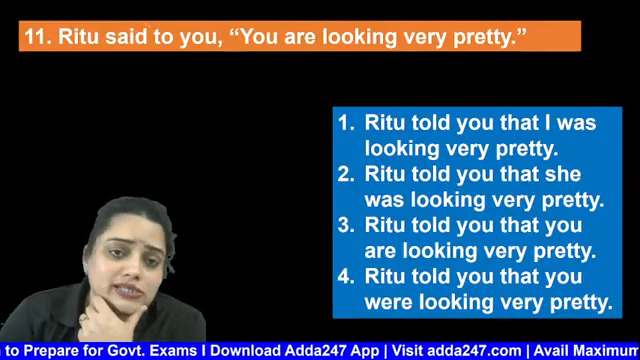 11. Ritu said to you, “You are looking very pretty.”
1. Ritu told you that I was
looking very pretty.
2. Ritu told you that she
was looking very pretty.
3. Ritu told you that you
are looking very pretty.
4. Ritu told you that you
were looking very pretty.
to Prepare for Govt. Exams I Download Adda247 App | Visit adda247.com | Avail Maximum